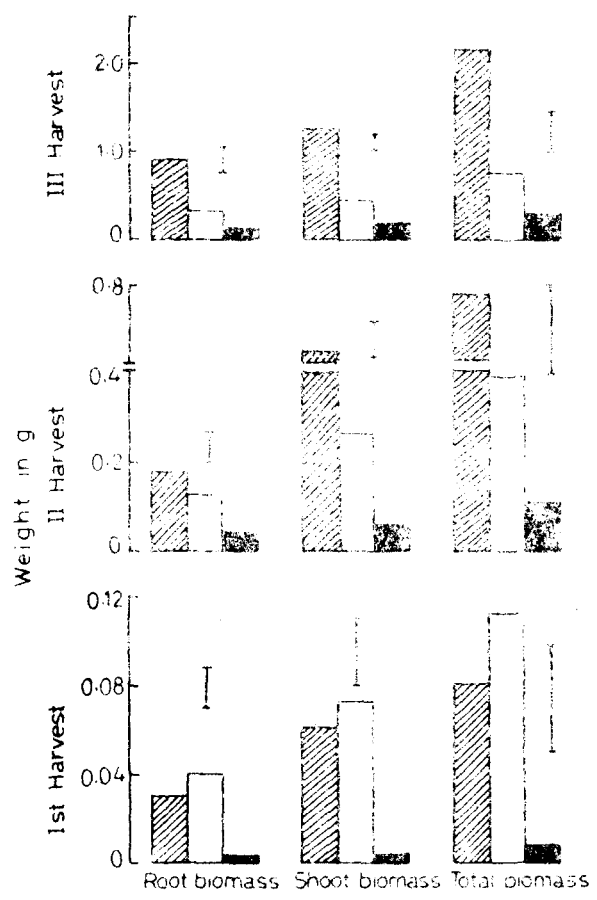 Weight in g
III Harvest
2.0
1.0
0
II Harvest
0.8
0.4
0.2
0
1st Harvest
0.12
0.08
0.04
0
Root biomass Shoot biomass Total biomass